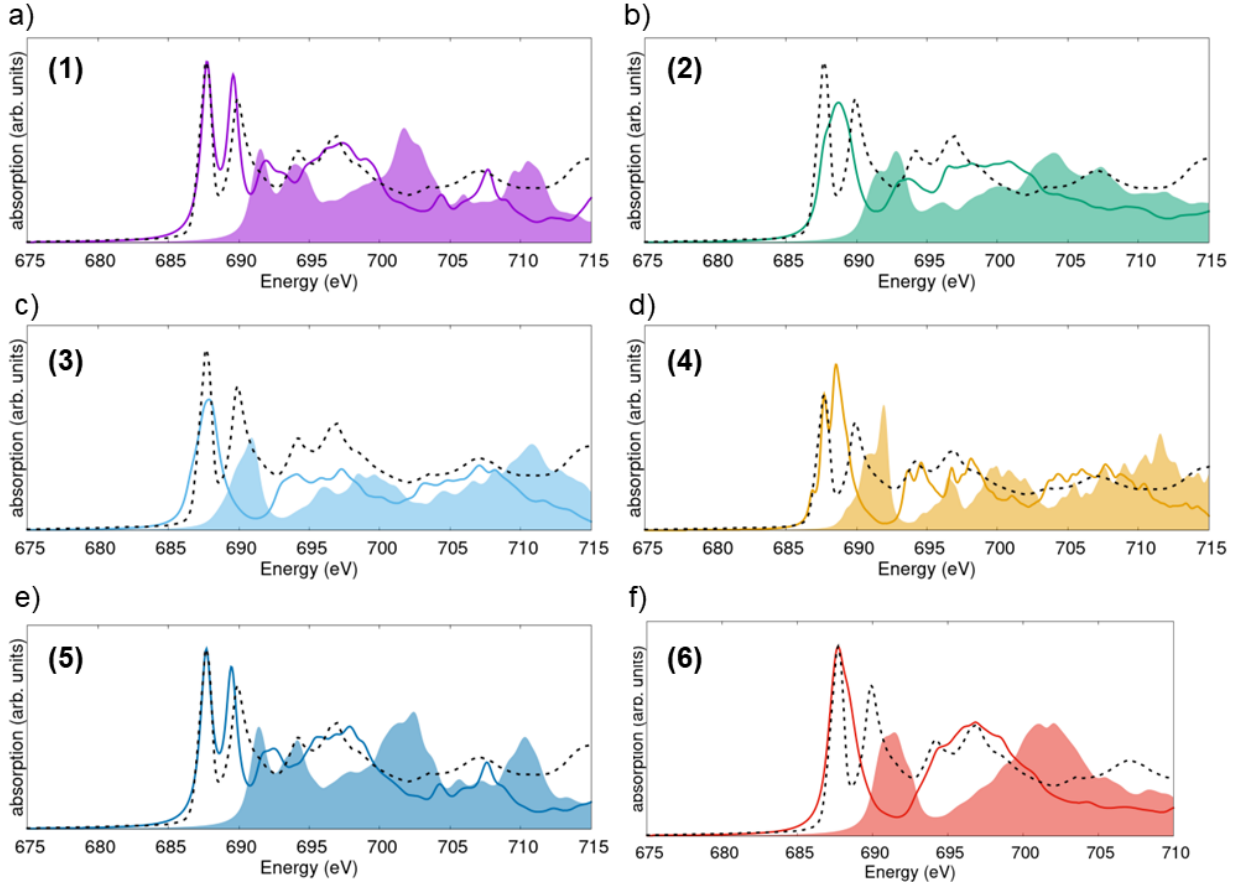 a)
(1)
absorption (arb. units)
675 680 685 690 695 700 705 710 715
Energy (eV)
b)
(2)
absorption (arb. units)
675 680 685 690 695 700 705 710 715
Energy (eV)
c)
(3)
absorption (arb. units)
675 680 685 690 695 700 705 710 715
Energy (eV)
d)
(4)
absorption (arb. units)
675 680 685 690 695 700 705 710 715
Energy (eV)
e)
(5)
absorption (arb. units)
675 680 685 690 695 700 705 710 715
Energy (eV)
f)
(6)
absorption (arb. units)
675 680 685 690 695 700 705 710
Energy (eV)